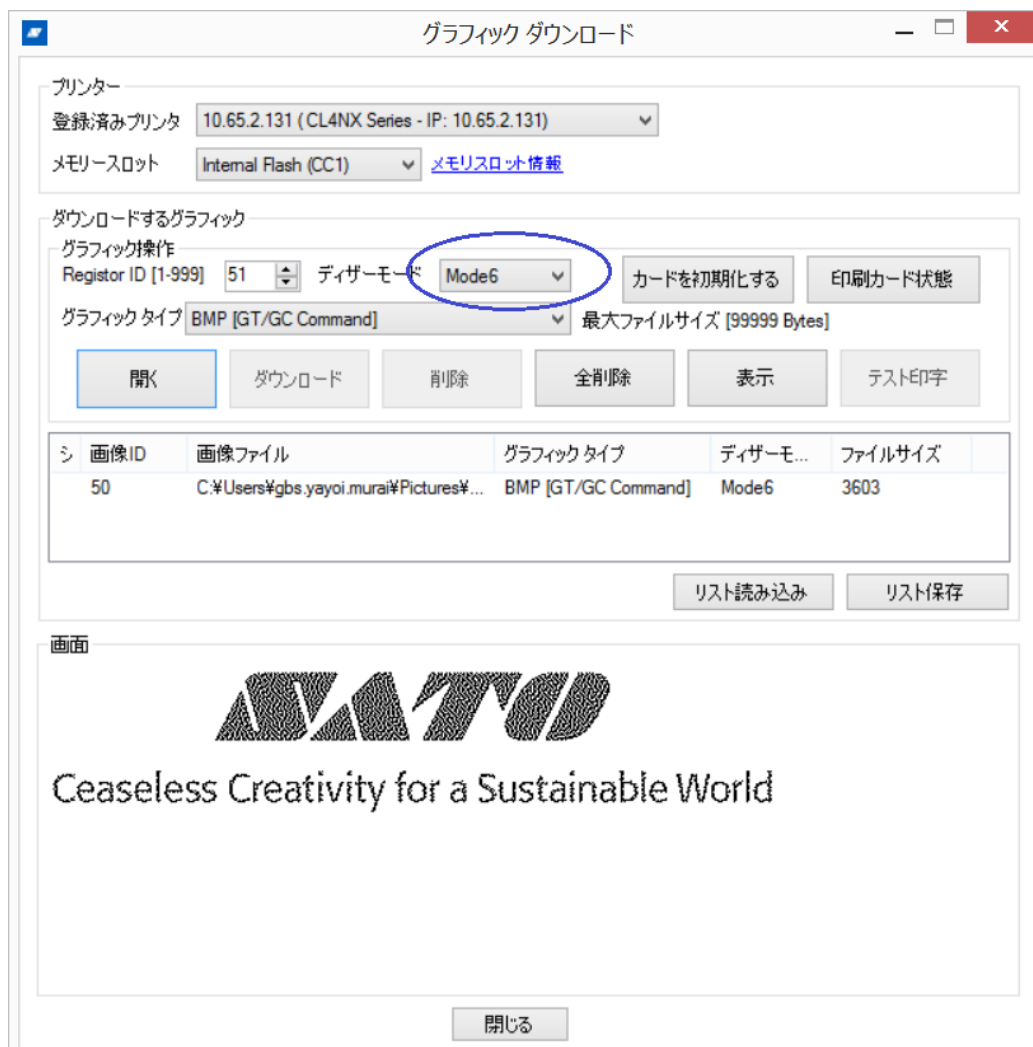 グラフィック ダウンロード
プリンター
登録済みプリンタ 10.65.2.131 ( CL4NX Series - IP: 10.65.2.131)
メモリースロット Internal Flash (CC1) メモリスロット情報
ダウンロードするグラフィック
グラフィック操作
Registor ID [1-999] 51 ディザーモード Mode6 カードを初期化する 印刷カード状態
グラフィック タイプ BMP [GT/GC Command] 最大ファイルサイズ [99999 Bytes]
開く ダウンロード 削除 全削除 表示 テスト印字
シ 画像ID 画像ファイル グラフィック タイプ ディザーモ... ファイルサイズ
50 C:¥Users¥gbs.yayoi.murai¥Pictures¥... BMP [GT/GC Command] Mode6 3603
リスト読み込み リスト保存
画面
SATO
Ceaseless Creativity for a Sustainable World
閉じる